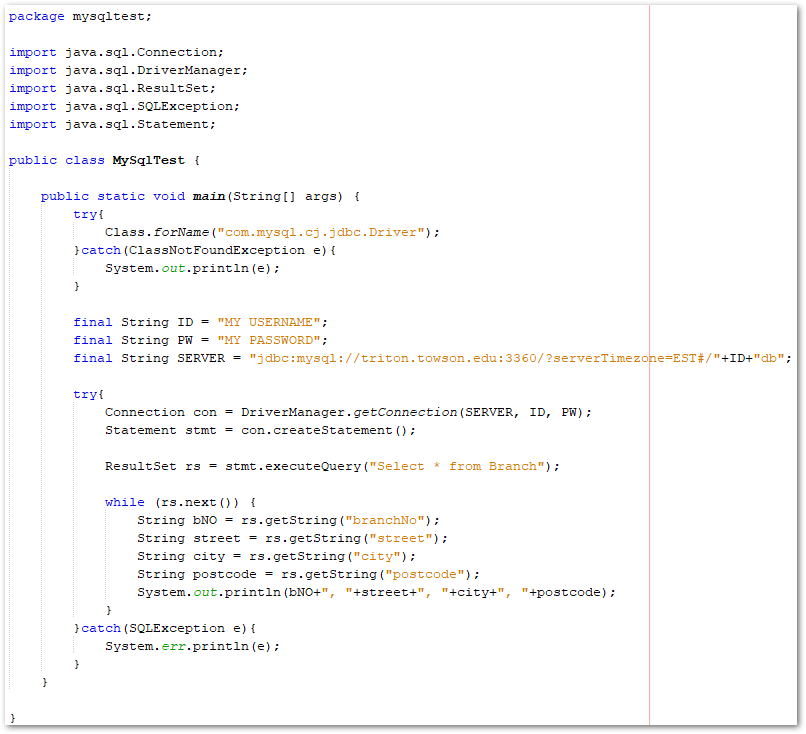 package mysqltest;

import java.sql.Connection;
import java.sql.DriverManager;
import java.sql.ResultSet;
import java.sql.SQLException;
import java.sql.Statement;

public class MySqlTest {

    public static void main(String[] args) {
        try{
            Class.forName("com.mysql.cj.jdbc.Driver");
        }catch(ClassNotFoundException e){
            System.out.println(e);
        }

        final String ID = "MY USERNAME";
        final String PW = "MY PASSWORD";
        final String SERVER = "jdbc:mysql://triton.towson.edu:3360/?serverTimezone=EST#/"+ID+"db";

        try{
            Connection con = DriverManager.getConnection(SERVER, ID, PW);
            Statement stmt = con.createStatement();

            ResultSet rs = stmt.executeQuery("Select * from Branch");

            while (rs.next()) {
                String bNO = rs.getString("branchNo");
                String street = rs.getString("street");
                String city = rs.getString("city");
                String postcode = rs.getString("postcode");
                System.out.println(bNO+", "+street+", "+city+", "+postcode);
            }
        }catch(SQLException e){
            System.err.println(e);
        }
    }

}